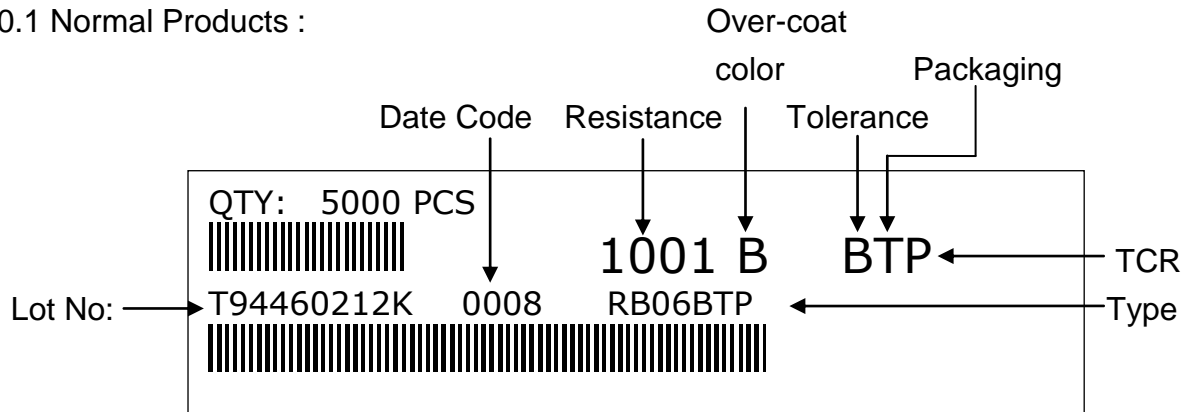 0.1 Normal Products :
Over-coat
color
Packaging
Date Code
Resistance
Tolerance
QTY: 5000 PCS
1001 B BTP
TCR
Lot No:
T94460212K 0008 RB06BTP
Type